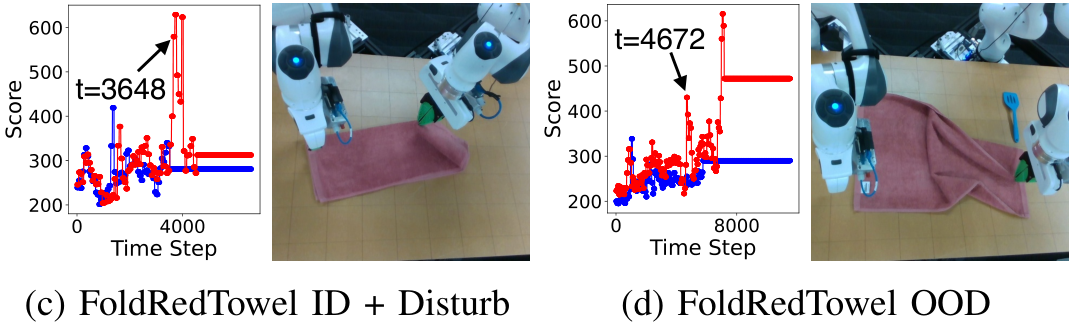 600
500
400
300
200
Score
t=3648
0
4000
Time Step
600
500
400
300
200
Score
t=4672
0
8000
Time Step
(c) FoldRedTowel ID + Disturb
(d) FoldRedTowel OOD